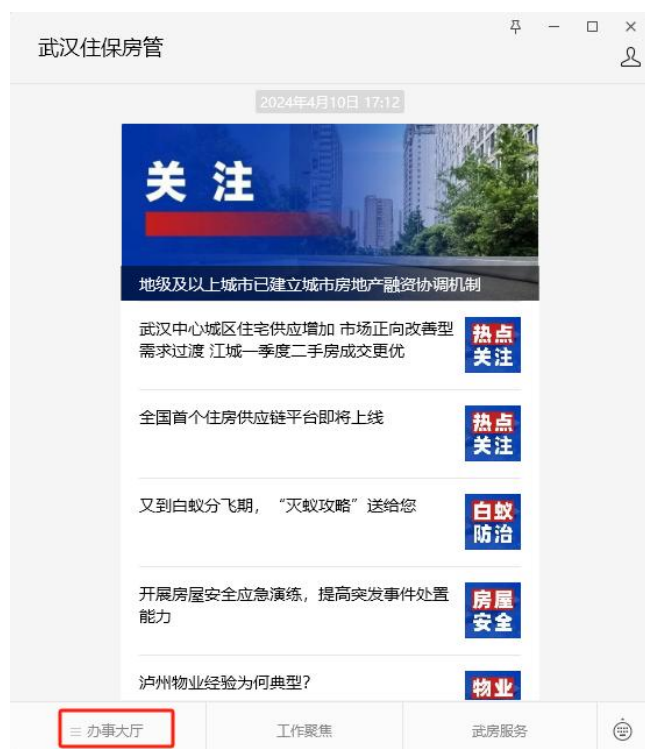 武汉住保房管
2024年4月10日 17:12
关注
地级及以上城市已建立城市房地产融资协调机制
武汉中心城区住宅供应增加 市场正向改善型
需求过渡 江城一季度二手房成交更优
热点
关注
全国首个住房供应链平台即将上线
热点
关注
又到白蚁分飞期，“灭蚁攻略”送给您
白蚁
防治
开展房屋安全应急演练，提高突发事件处置
能力
房屋
安全
泸州物业经验为何典型？
物业
办事大厅
工作聚焦
武房服务